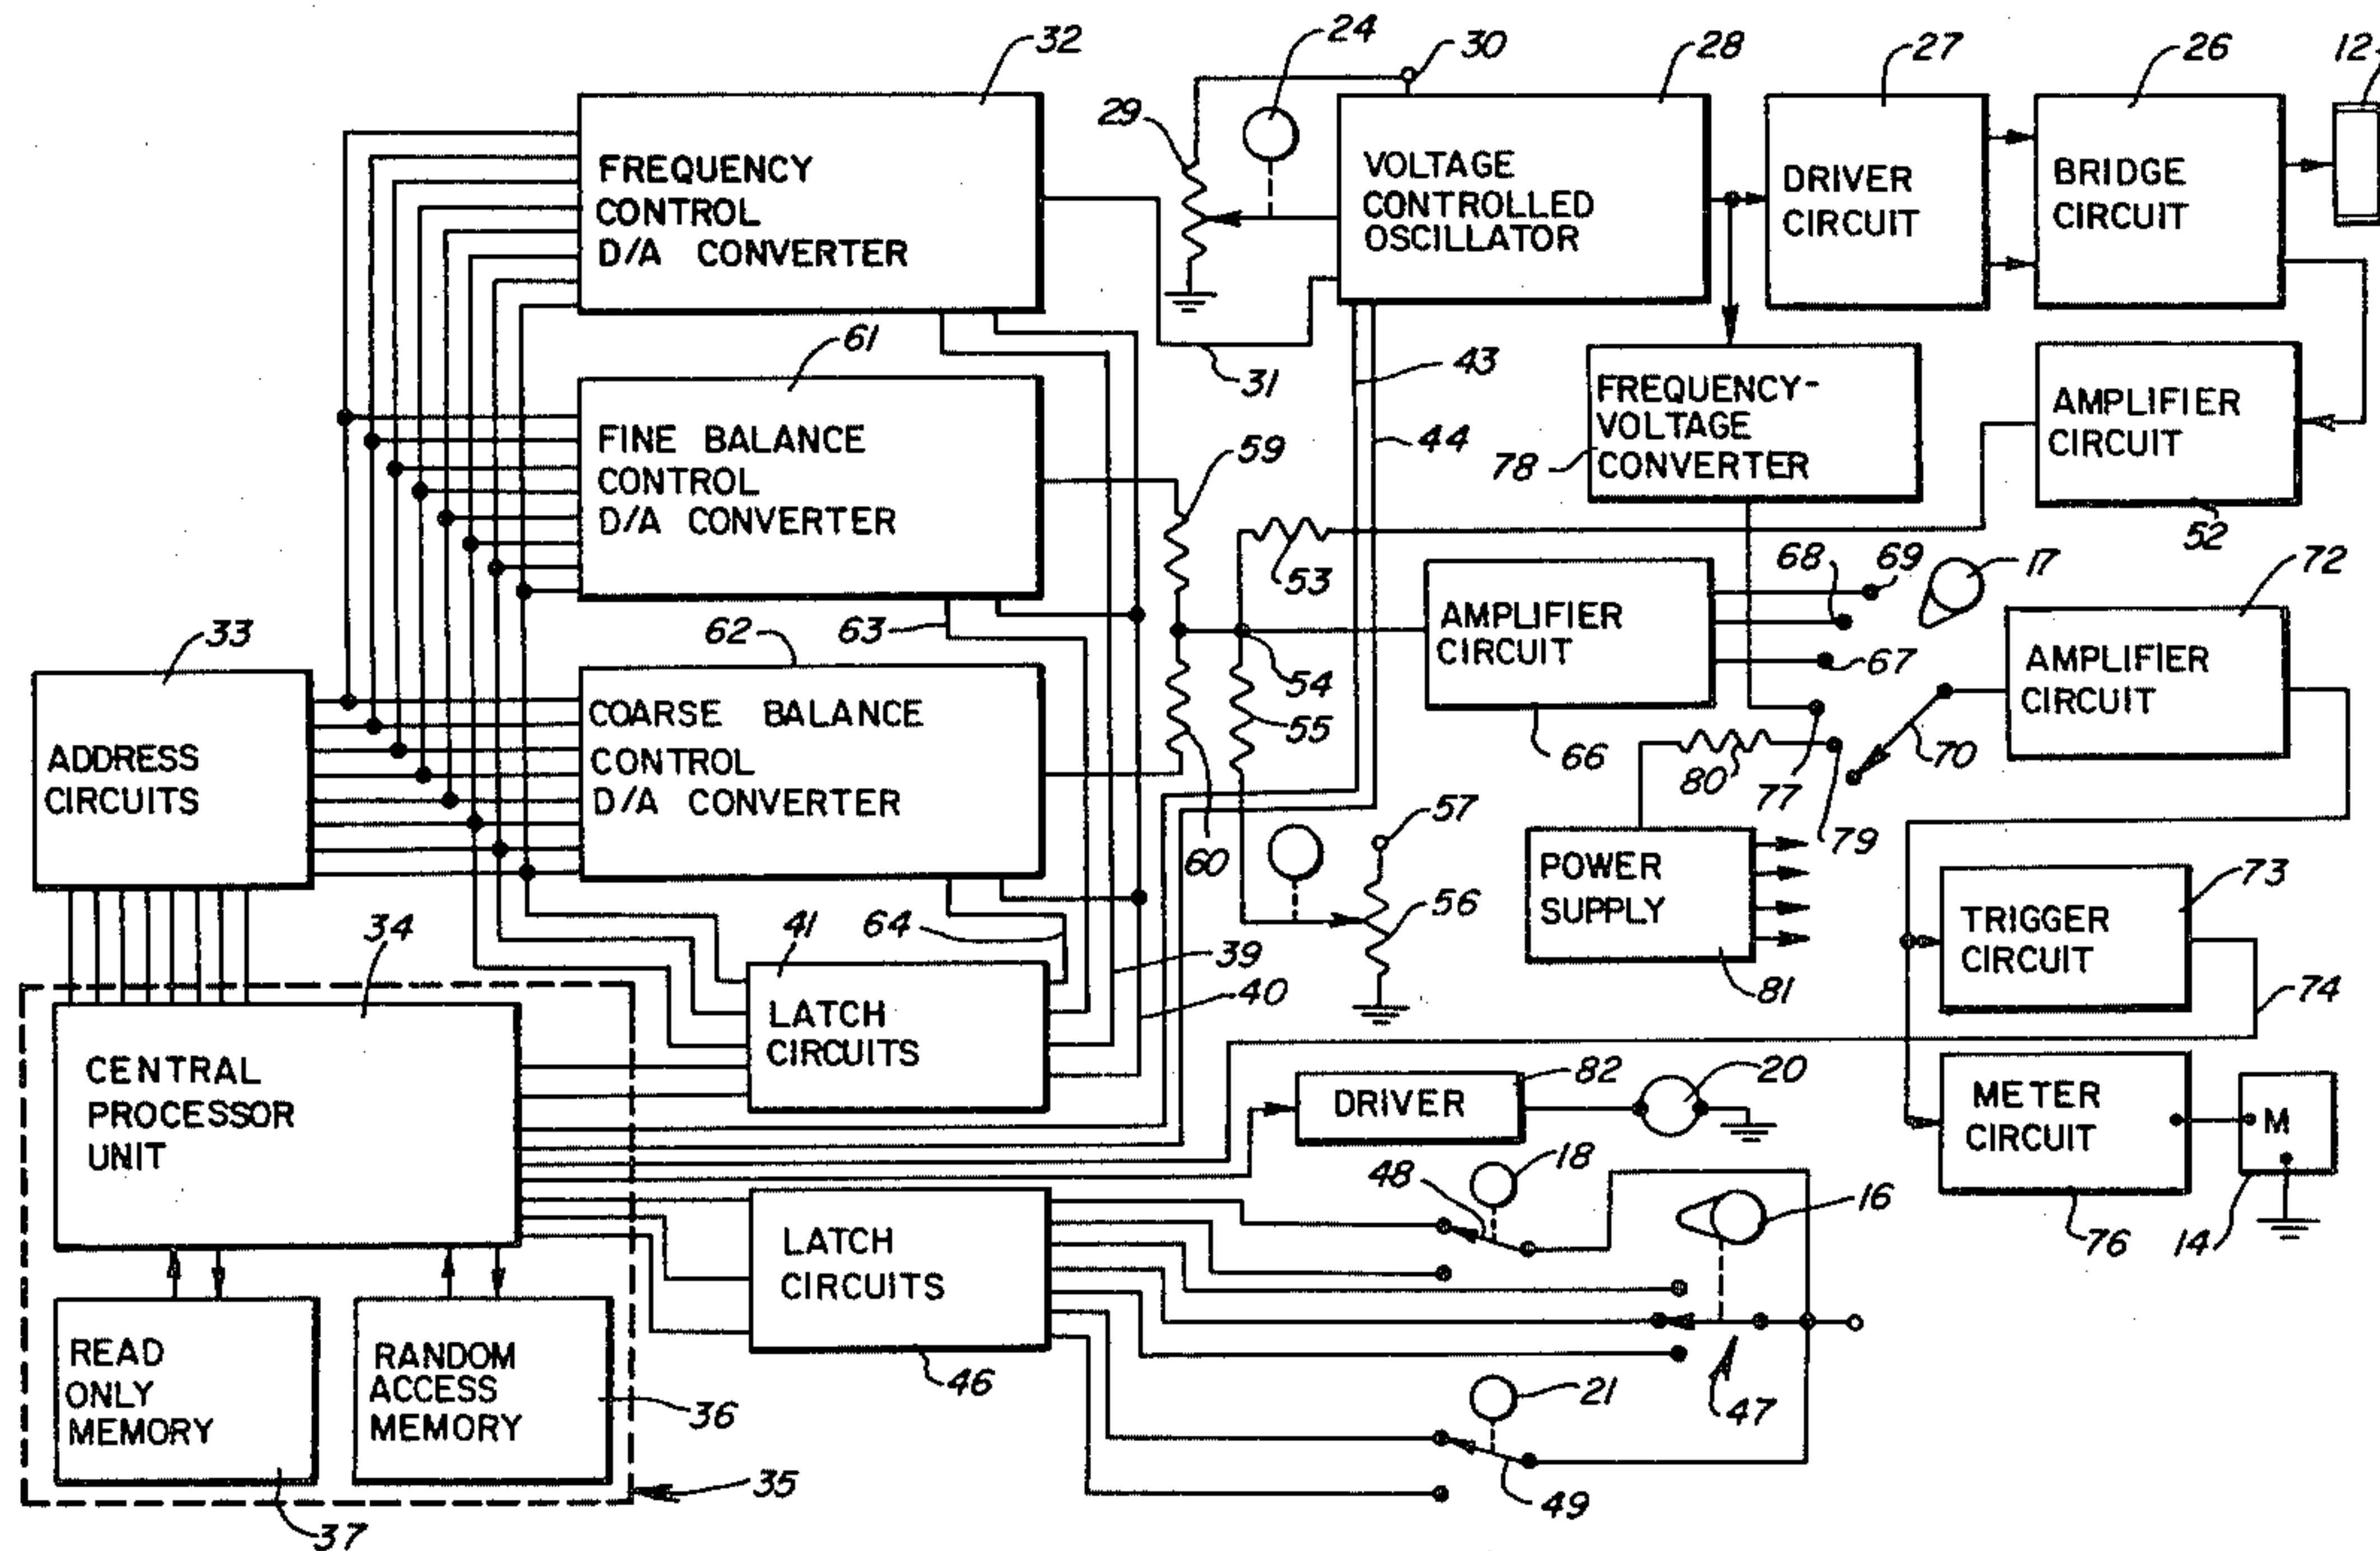 32
24
30
28
27
26
12
29
FREQUENCY
CONTROL
D/A CONVERTER
VOLTAGE
CONTROLLED
OSCILLATOR
DRIVER
CIRCUIT
BRIDGE
CIRCUIT
61
31
43
44
FREQUENCY-
VOLTAGE
CONVERTER
78
AMPLIFIER
CIRCUIT
52
FINE BALANCE
CONTROL
D/A CONVERTER
59
53
68
69
17
72
33
62
63
54
55
AMPLIFIER
CIRCUIT
66
67
AMPLIFIER
CIRCUIT
70
ADDRESS
CIRCUITS
COARSE BALANCE
CONTROL
D/A CONVERTER
60
57
56
80
77
79
POWER
SUPPLY
81
73
TRIGGER
CIRCUIT
74
34
41
64
39
40
LATCH
CIRCUITS
CENTRAL
PROCESSOR
UNIT
DRIVER
82
20
METER
CIRCUIT
M
76
14
18
48
16
LATCH
CIRCUITS
46
47
21
49
READ
ONLY
MEMORY
RANDOM
ACCESS
MEMORY
36
35
37